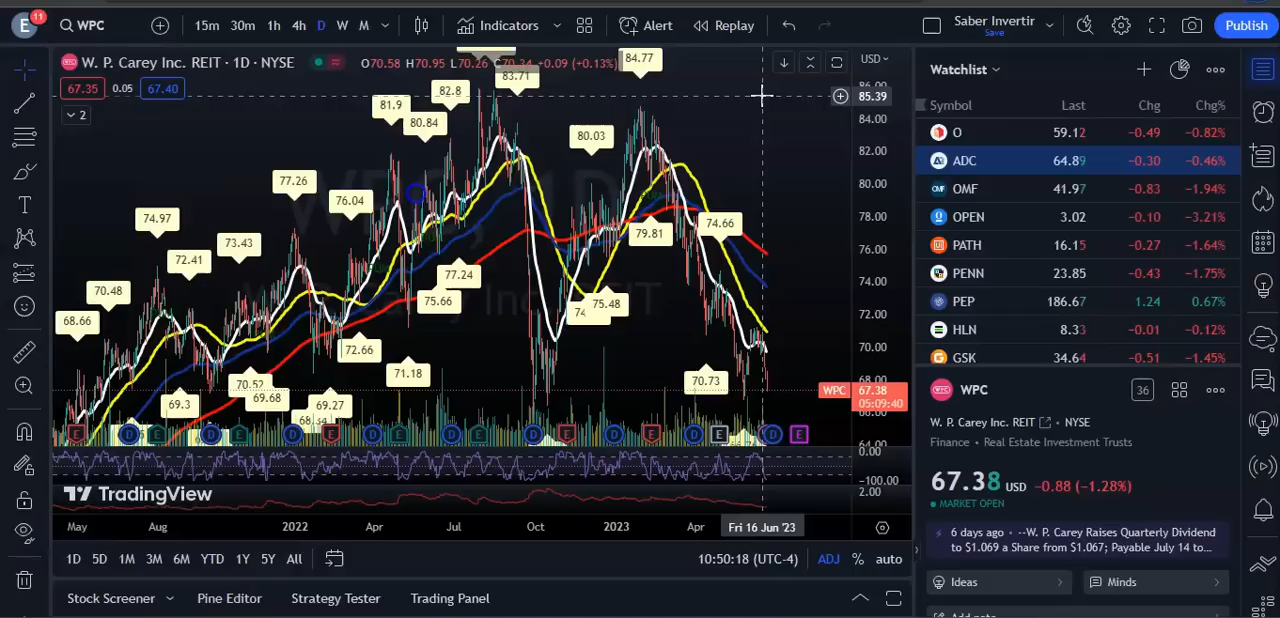 E 11 WPC 15m 30m 1h 4h D W M Indicators Alert Replay Saber Invertir Save Publish
W. P. Carey Inc. REIT · 1D · NYSE O70.58 H70.95 L70.26 C70.34 +0.09 (+0.13%)
67.35 0.05 67.40
2
USD
85.39
84.00
82.00
80.00
78.00
76.00
74.00
72.00
70.00
68.00
64.00
0.00
-100.00
2.00
WPC 67.38
05:09:40
68.66
70.48
74.97
72.41
73.43
77.26
76.04
81.9
80.84
82.8
83.71
84.77
80.03
79.81
74.66
77.24
75.66
75.48
72.66
71.18
70.73
70.52
69.68
69.3
69.27
TradingView
May Aug 2022 Apr Jul Oct 2023 Apr Fri 16 Jun '23
1D 5D 1M 3M 6M YTD 1Y 5Y All 10:50:18 (UTC-4) ADJ % auto
Stock Screener Pine Editor Strategy Tester Trading Panel
Watchlist
Symbol Last Chg Chg%
O 59.12 −0.49 −0.82%
ADC 64.89 −0.30 −0.46%
OMF 41.97 −0.83 −1.94%
OPEN 3.02 −0.10 −3.21%
PATH 16.15 −0.27 −1.64%
PENN 23.85 −0.43 −1.75%
PEP 186.67 1.24 0.67%
HLN 8.33 −0.01 −0.12%
GSK 34.64 −0.51 −1.45%
WPC 36
W. P. Carey Inc. REIT · NYSE
Finance · Real Estate Investment Trusts
67.38 USD −0.88 (−1.28%)
MARKET OPEN
6 days ago · --W. P. Carey Raises Quarterly Dividend
to $1.069 a Share from $1.067; Payable July 14 to...
Ideas Minds